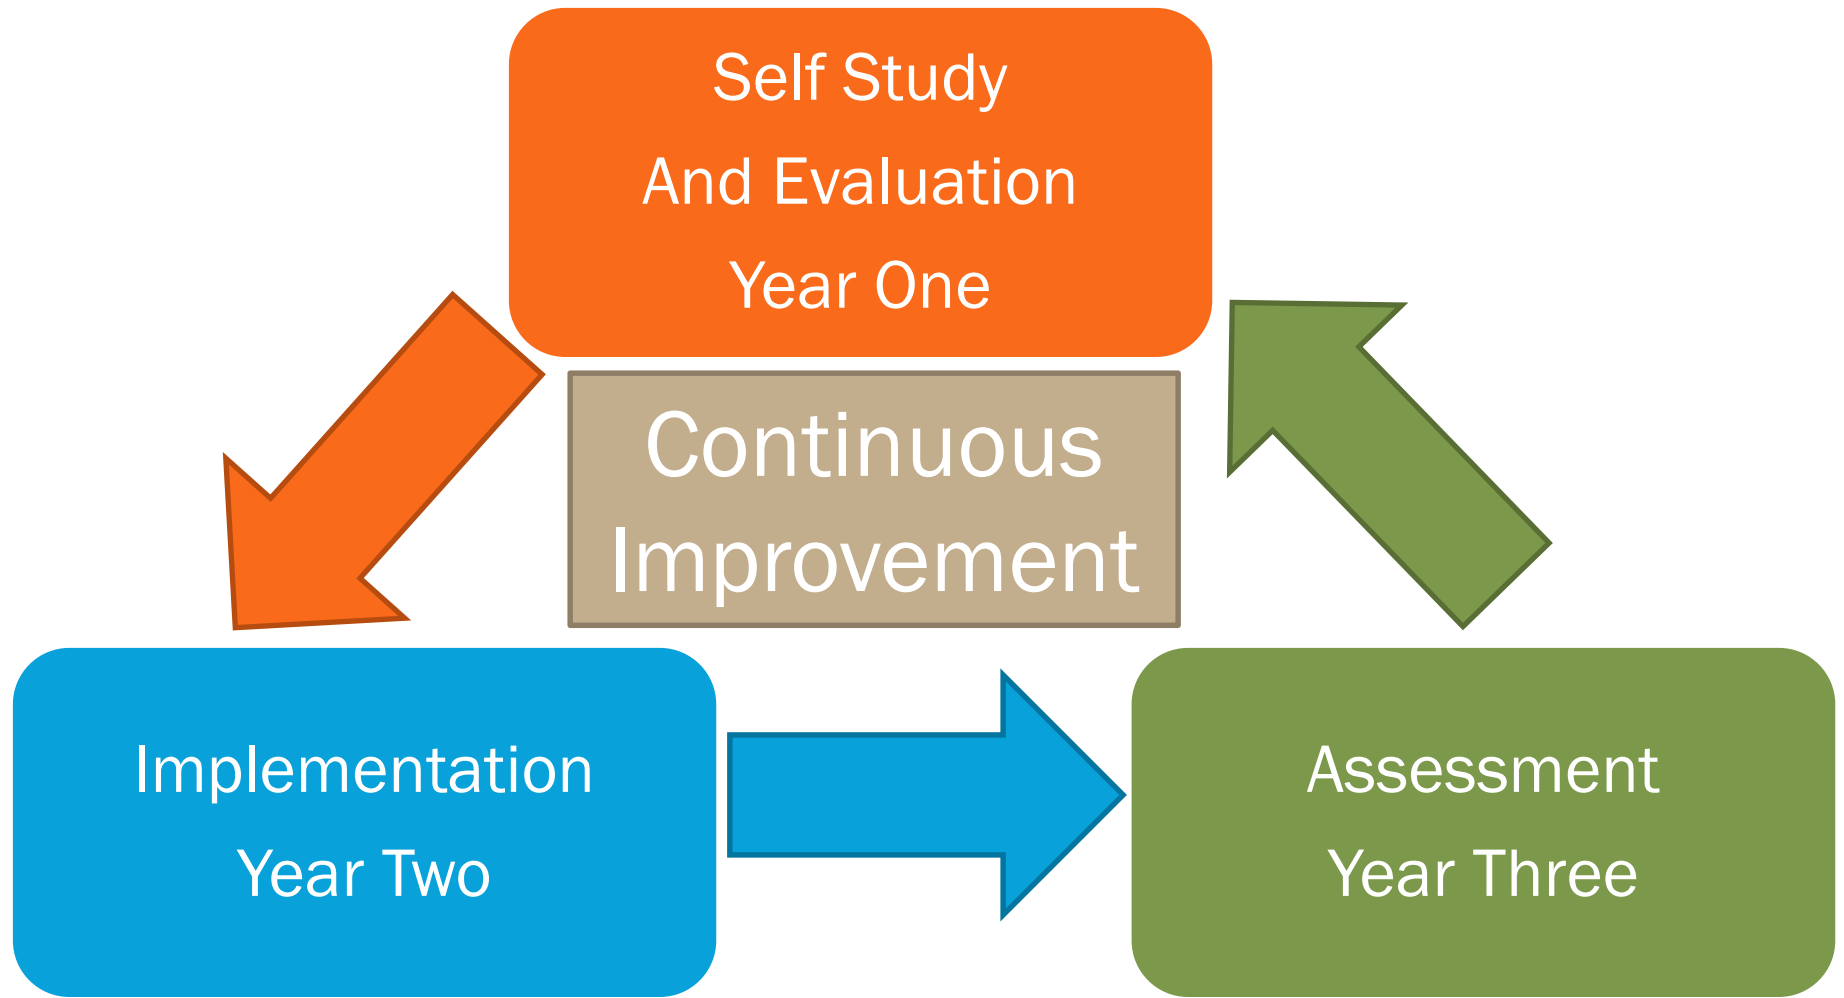 Self Study
And Evaluation
Year One
Continuous
Improvement
Implementation
Year Two
Assessment
Year Three